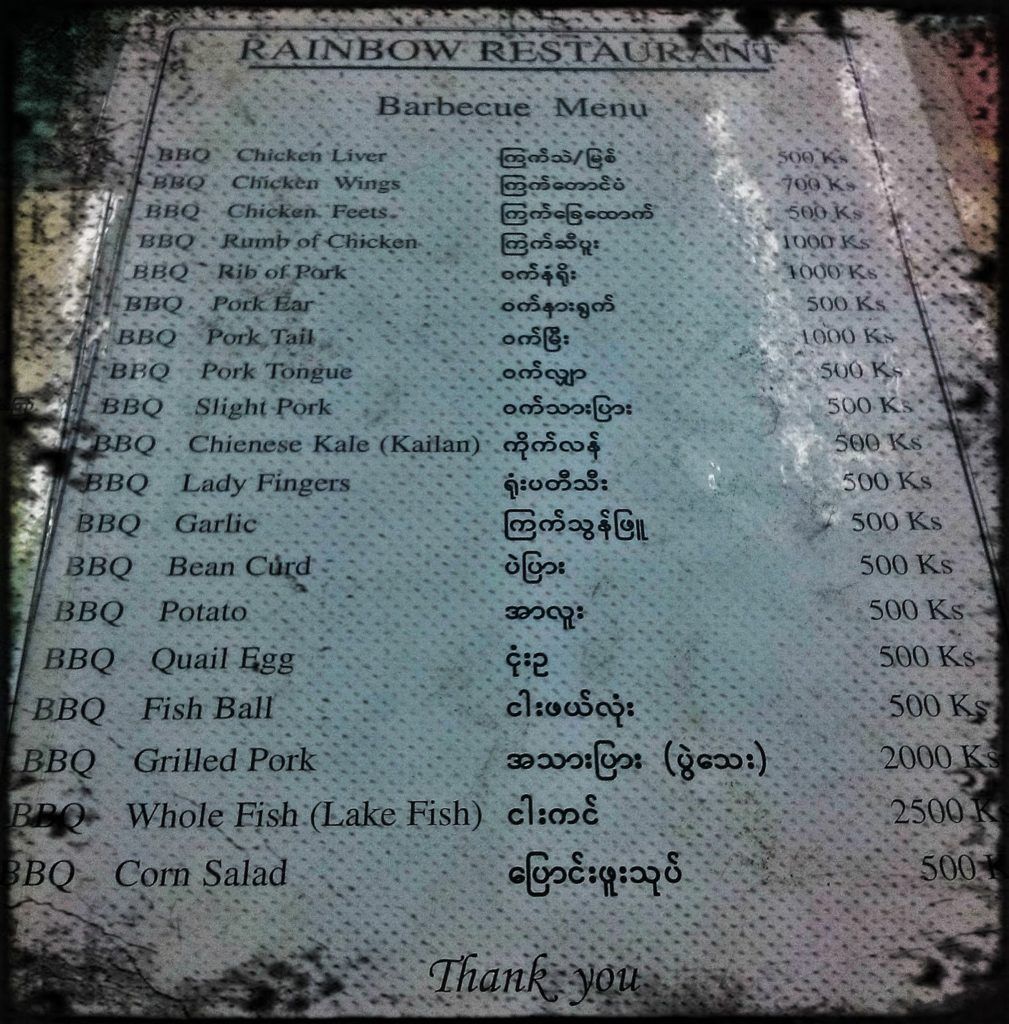 RAINBOW RESTAURANT
Barbecue Menu
BBQ Chicken Liver ကြက်သဲ/မြစ် 500 Ks
BBQ Chicken Wings ကြက်တောင်ပံ 700 Ks
BBQ Chicken Feets ကြက်ခြေထောက် 500 Ks
BBQ Rumb of Chicken ကြက်ဆီပူး 1000 Ks
BBQ Rib of Pork ဝက်နံရိုး 1000 Ks
BBQ Pork Ear ဝက်နားရွက် 500 Ks
BBQ Pork Tail ဝက်မြီး 1000 Ks
BBQ Pork Tongue ဝက်လျှာ 500 Ks
BBQ Slight Pork ဝက်သားပြား 500 Ks
BBQ Chienese Kale (Kailan) ကိုက်လန် 500 Ks
BBQ Lady Fingers ရုံးပတီသီး 500 Ks
BBQ Garlic ကြက်သွန်ဖြူ 500 Ks
BBQ Bean Curd ပဲပြား 500 Ks
BBQ Potato အာလူး 500 Ks
BBQ Quail Egg ငုံးဥ 500 Ks
BBQ Fish Ball ငါးဖယ်လုံး 500 Ks
BBQ Grilled Pork အသားပြား (ပွဲသေး) 2000 Ks
BBQ Whole Fish (Lake Fish) ငါးကင် 2500 K
BBQ Corn Salad ပြောင်းဖူးသုပ် 500 K
Thank you